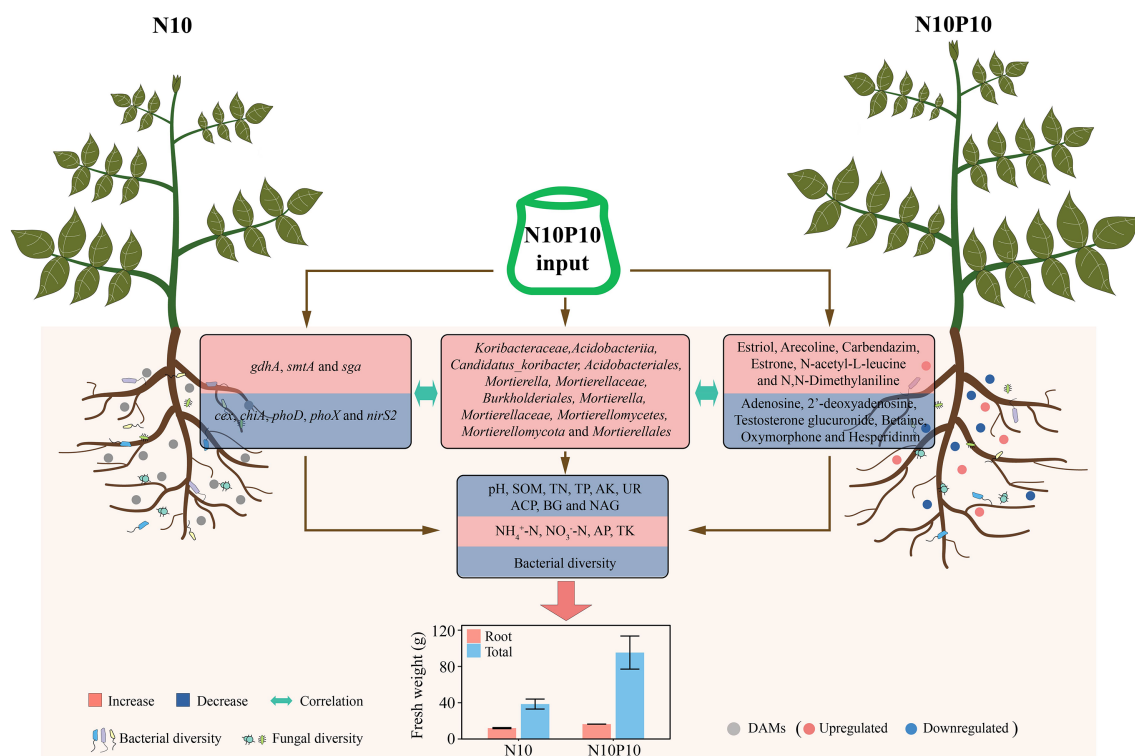 N10
N10P10
N10P10
input
gdhA, smtA and sga
cex, chiA, phoD, phoX and nirS2
Koribacteraceae,Acidobacteriia,
Candidatus_koribacter, Acidobacteriales,
Mortierella, Mortierellaceae,
Burkholderiales, Mortierella,
Mortierellaceae, Mortierellomycetes,
Mortierellomycota and Mortierellales
Estriol, Arecoline, Carbendazim,
Estrone, N-acetyl-L-leucine
and N,N-Dimethylaniline
Adenosine, 2’-deoxyadenosine,
Testosterone glucuronide, Betaine,
Oxymorphone and Hesperidinm
pH, SOM, TN, TP, AK, UR
ACP, BG and NAG
NH₄⁺-N, NO₃⁻-N, AP, TK
Bacterial diversity
Fresh weight (g)
120
80
40
0
Root
Total
N10
N10P10
Increase
Decrease
Correlation
Bacterial diversity
Fungal diversity
DAMs ( Upregulated Downregulated )